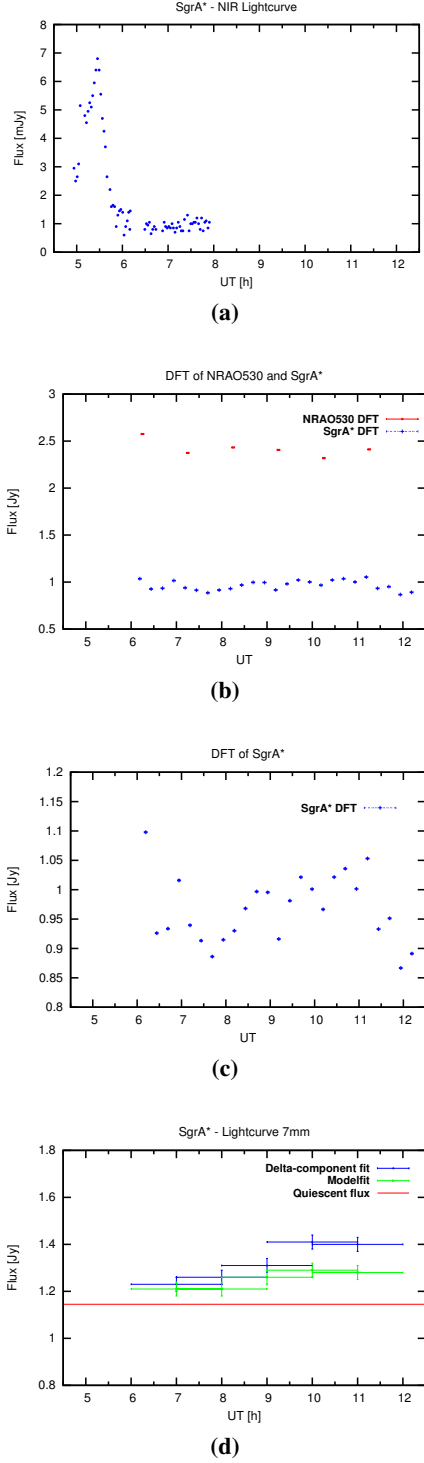 SgrA* - NIR Lightcurve
8
7
6
5
4
3
2
1
0
Flux [mJy]
5 6 7 8 9 10 11 12
UT [h]
(a)
DFT of NRAO530 and SgrA*
NRAO530 DFT
SgrA* DFT
3
2.5
2
1.5
1
0.5
Flux [Jy]
5 6 7 8 9 10 11 12
UT
(b)
DFT of SgrA*
SgrA* DFT
1.2
1.15
1.1
1.05
1
0.95
0.9
0.85
0.8
Flux [Jy]
5 6 7 8 9 10 11 12
UT
(c)
SgrA* - Lightcurve 7mm
Delta-component fit
Modelfit
Quiescent flux
1.8
1.6
1.4
1.2
1
0.8
Flux [Jy]
5 6 7 8 9 10 11 12
UT [h]
(d)